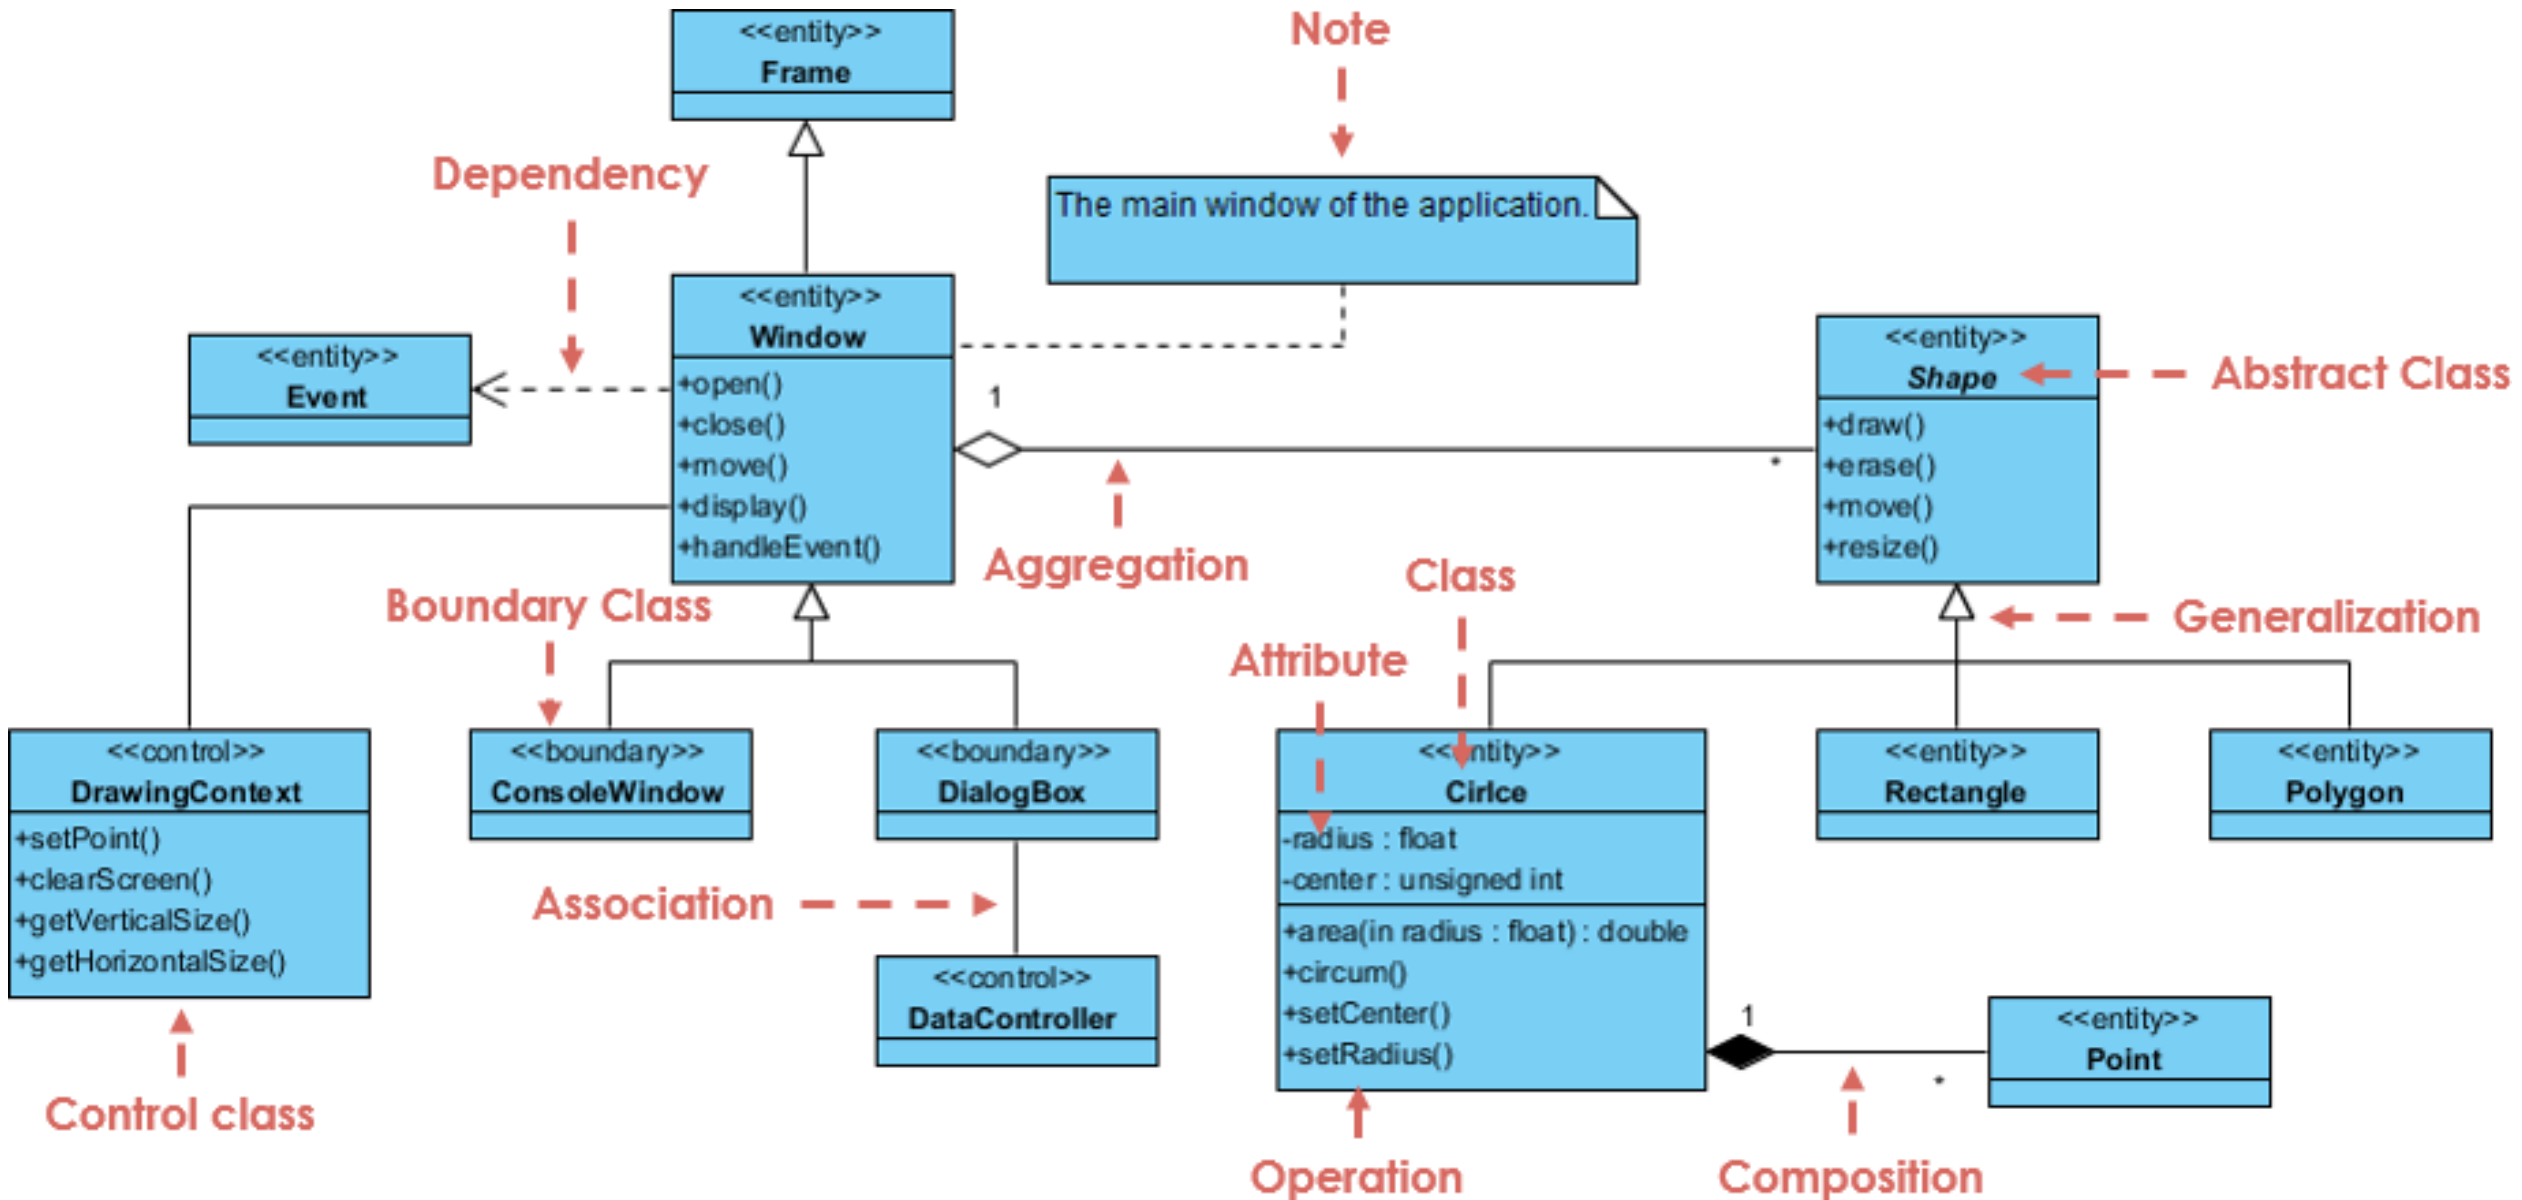 <<entity>>
Frame
Note
Dependency
The main window of the application.
<<entity>>
Window
+open()
+close()
+move()
+display()
+handleEvent()
<<entity>>
Event
1
*
<<entity>>
Shape
+draw()
+erase()
+move()
+resize()
Abstract Class
Aggregation
Class
Boundary Class
Attribute
Generalization
<<control>>
DrawingContext
+setPoint()
+clearScreen()
+getVerticalSize()
+getHorizontalSize()
<<boundary>>
ConsoleWindow
<<boundary>>
DialogBox
<<entity>>
Cirlce
-radius : float
-center : unsigned int
+area(in radius : float) : double
+circum()
+setCenter()
+setRadius()
<<entity>>
Rectangle
<<entity>>
Polygon
Association
<<control>>
DataController
1
*
<<entity>>
Point
Control class
Operation
Composition